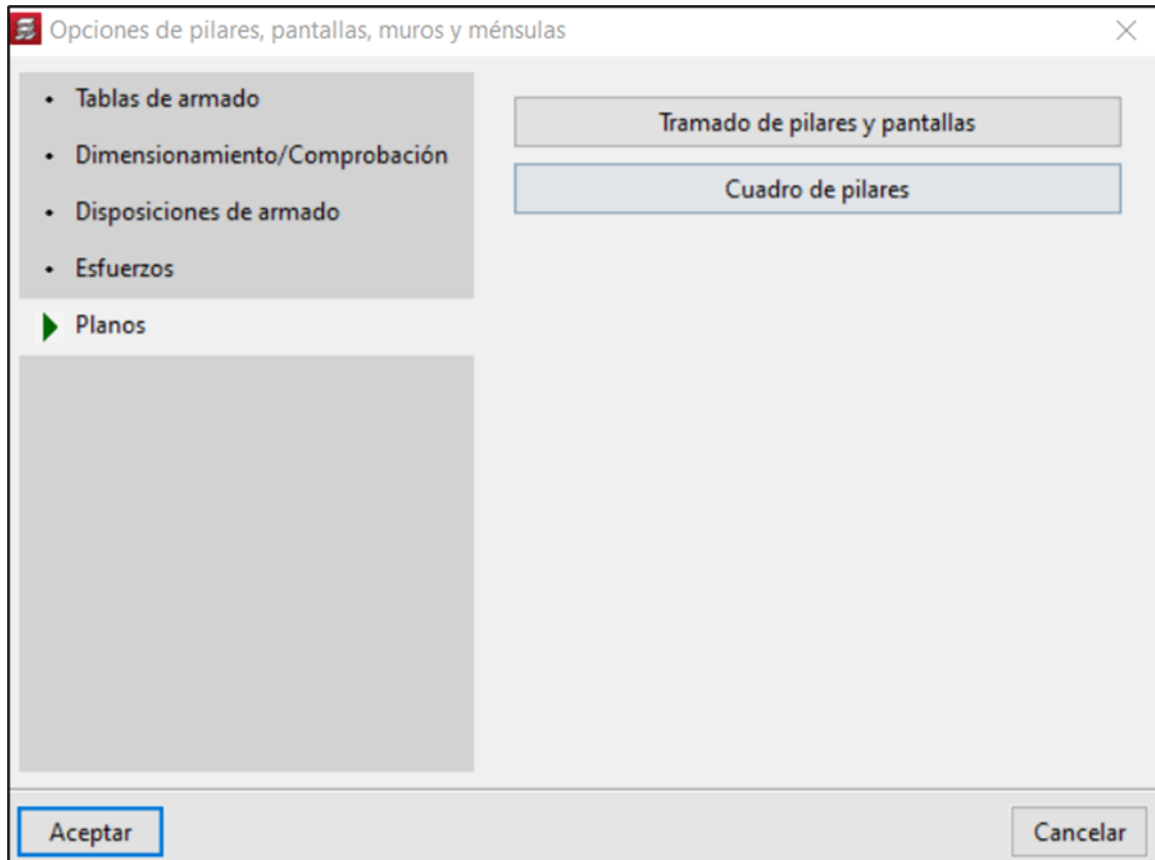 Opciones de pilares, pantallas, muros y ménsulas
Tablas de armado
Dimensionamiento/Comprobación
Disposiciones de armado
Esfuerzos
Planos
Tramado de pilares y pantallas
Cuadro de pilares
Aceptar
Cancelar